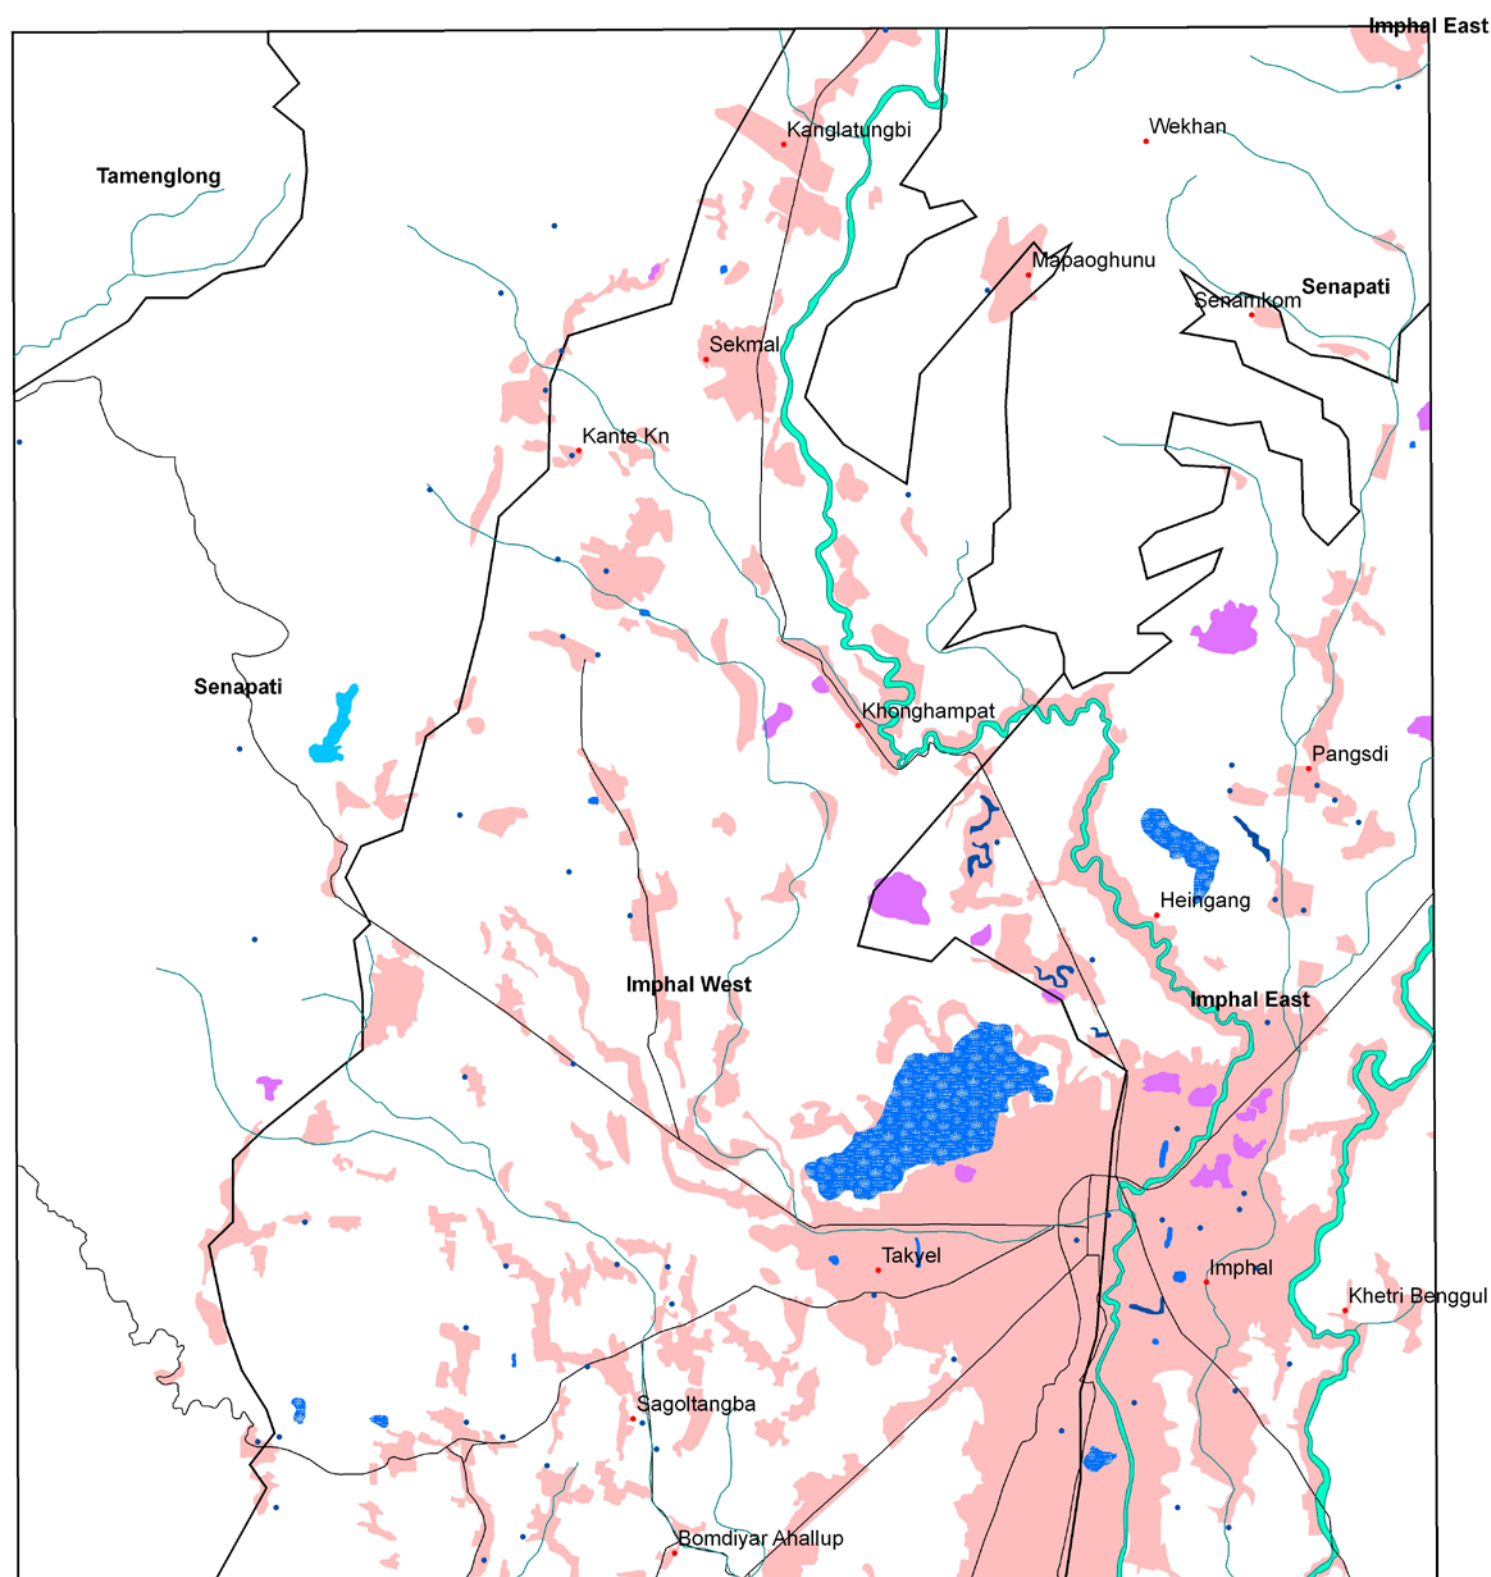 Imphal East
Kanglatungbi
Wekhan
Tamenglong
Mapaoghunu
Senapati
Senamkom
Sekmal
Kante Kn
Senapati
Khonghampat
Pangsdi
Heingang
Imphal West
Imphal East
Takyel
Imphal
Khetri Benggul
Sagoltangba
Bomdiyar Ahallup